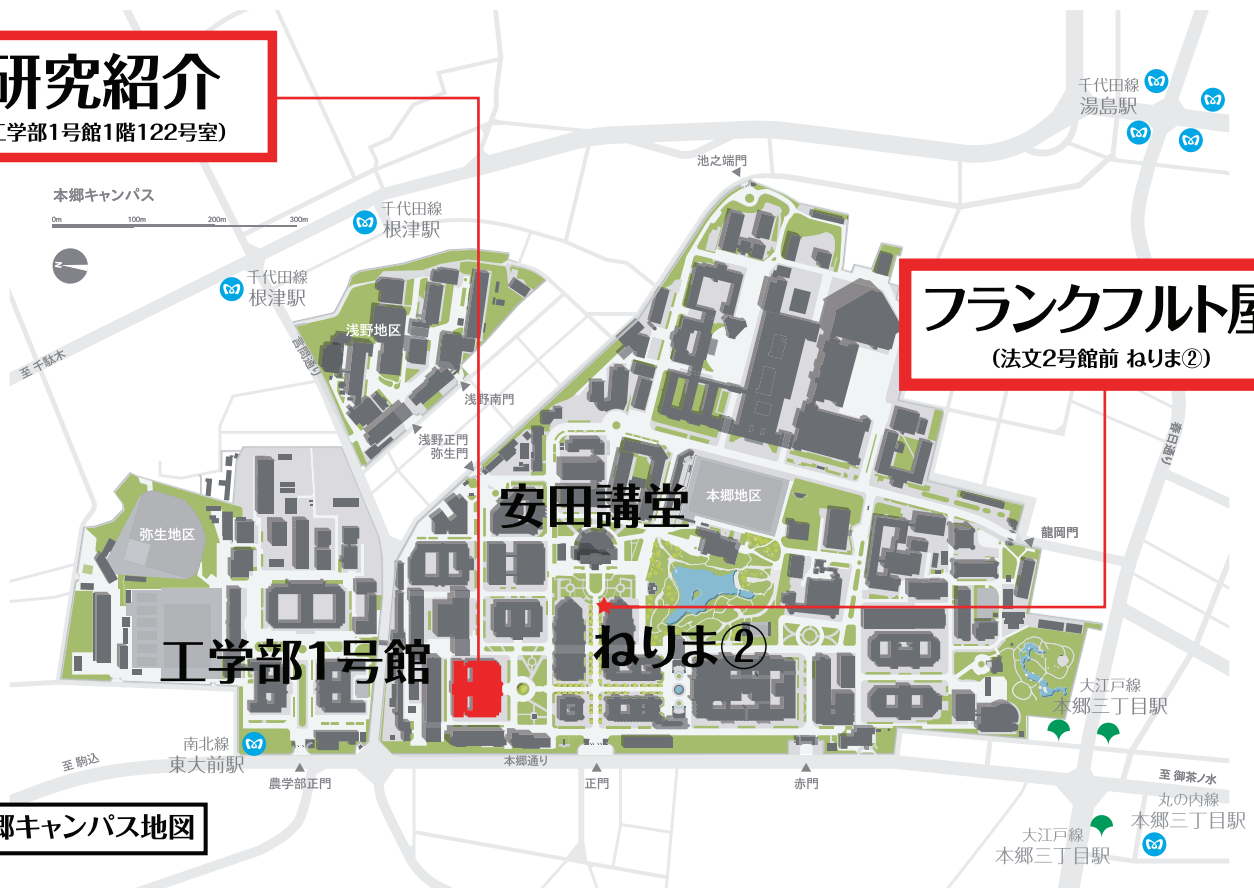 研究紹介
工学部1号館1階122号室）
本郷キャンパス
0m 100m 200m 300m
N
千代田線
湯島駅
池之端門
千代田線
根津駅
千代田線
根津駅
フランクフルト屋
（法文2号館前 ねりま②）
浅野地区
言問通り
至 千駄木
浅野南門
浅野正門
弥生門
春日通り
安田講堂
本郷地区
弥生地区
龍岡門
工学部1号館
ねりま②
大江戸線
本郷三丁目駅
南北線
東大前駅
至 駒込
本郷通り
農学部正門
正門
赤門
至 御茶ノ水
丸の内線
本郷三丁目駅
大江戸線
本郷三丁目駅
郷キャンパス地図